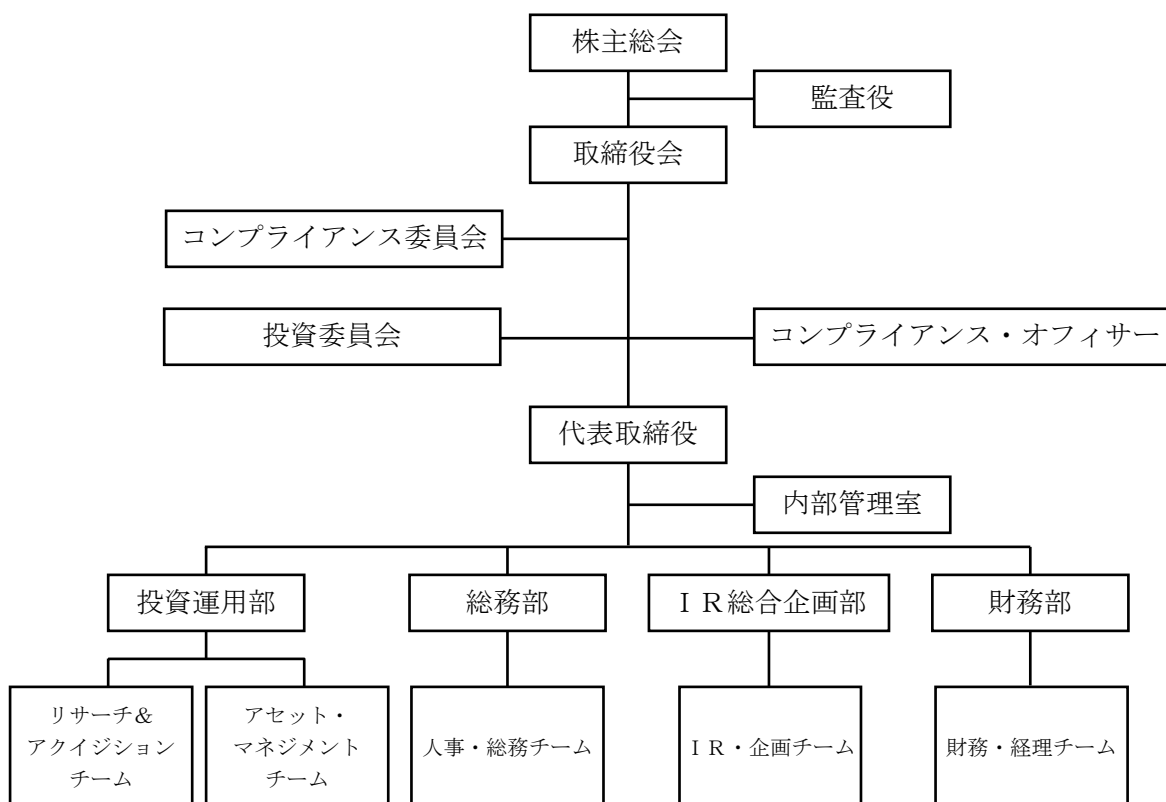 株主総会
監査役
取締役会
コンプライアンス委員会
投資委員会
コンプライアンス・オフィサー
代表取締役
内部管理室
投資運用部
総務部
ＩＲ総合企画部
財務部
リサーチ&
アクイジション
チーム
アセット・
マネジメント
チーム
人事・総務チーム
ＩＲ・企画チーム
財務・経理チーム